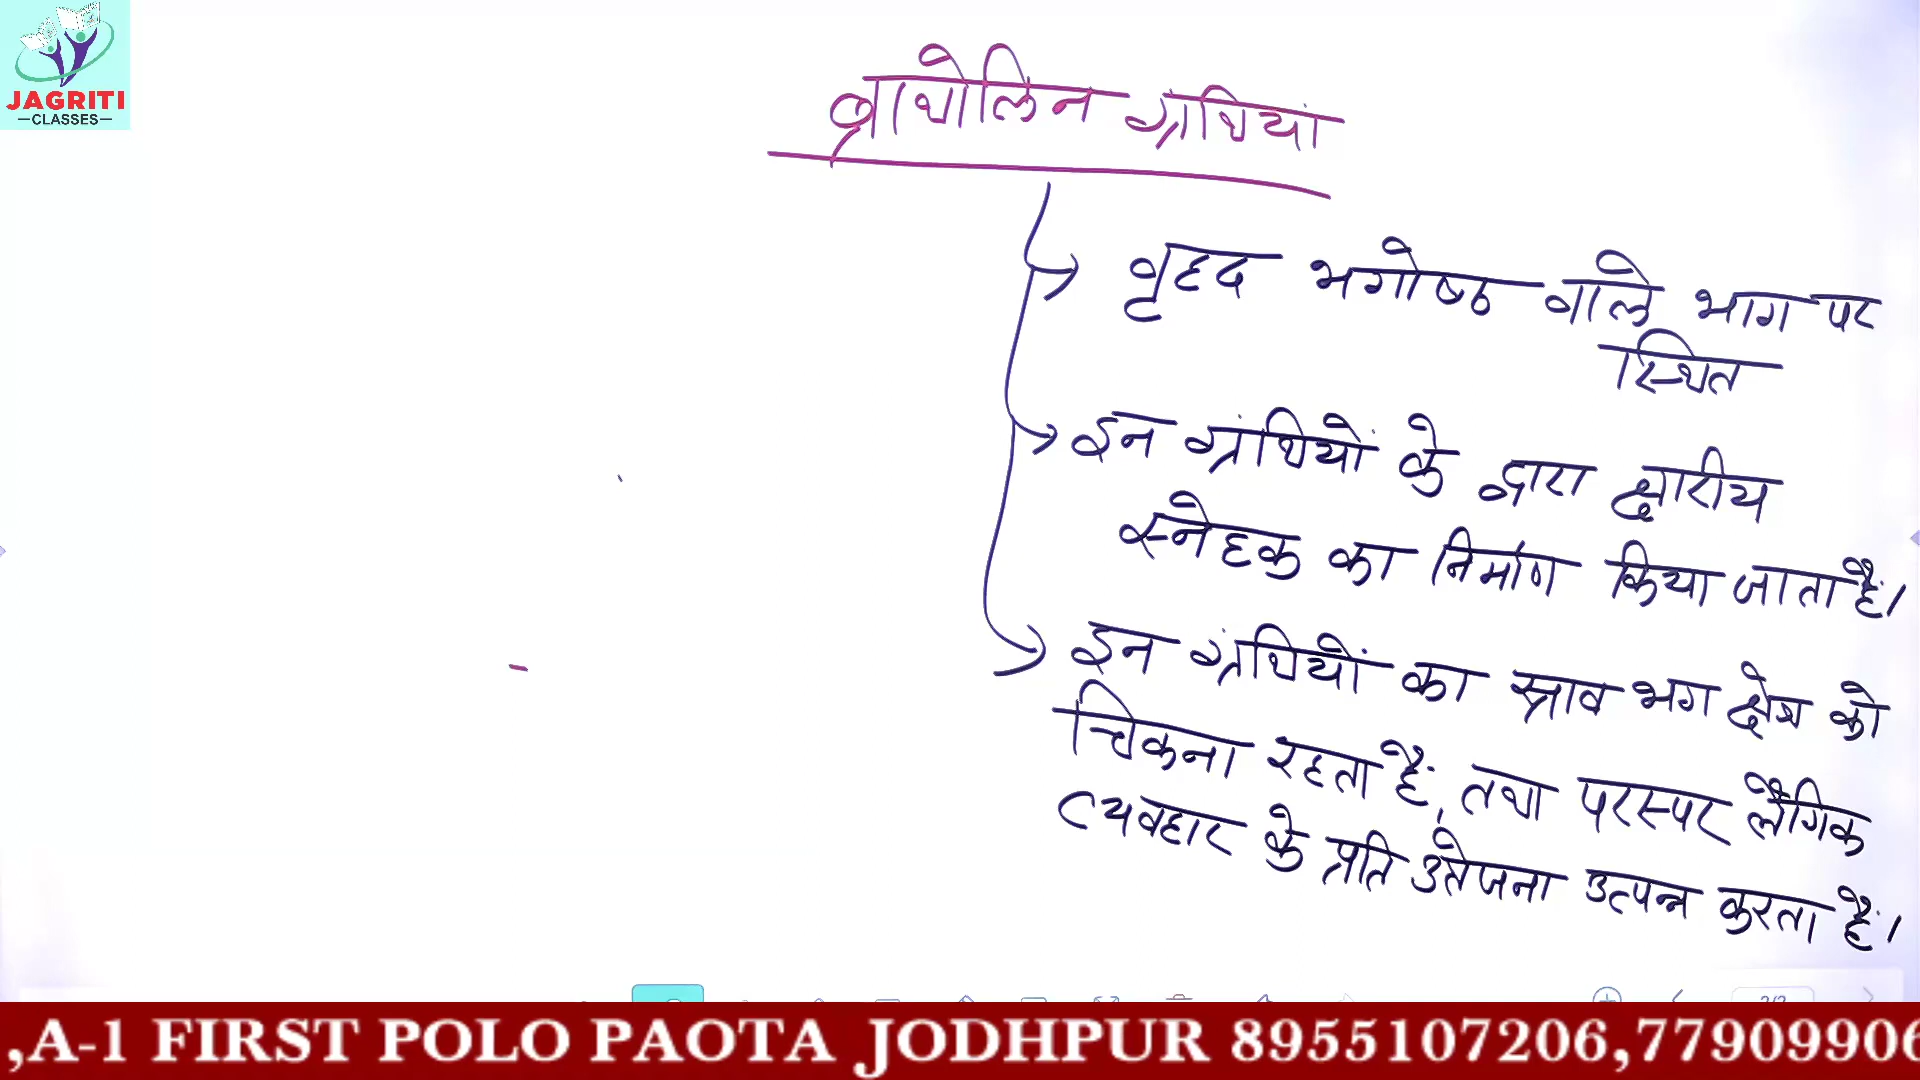 JAGRITI
CLASSES
ब्राथोलिन ग्रंथियां
वृहद भगोष्ठ वाले भाग पर
स्थित
इन ग्रंथियों के द्वारा क्षारीय
स्नेहक का निर्माण किया जाता हैं।
इन ग्रंथियों का स्राव भग क्षेत्र को
चिकना रहता हैं, तथा परस्पर लैंगिक
व्यवहार के प्रति उतेजना उत्पन्न करता हैं।
,A-1 FIRST POLO PAOTA JODHPUR 8955107206,77909906